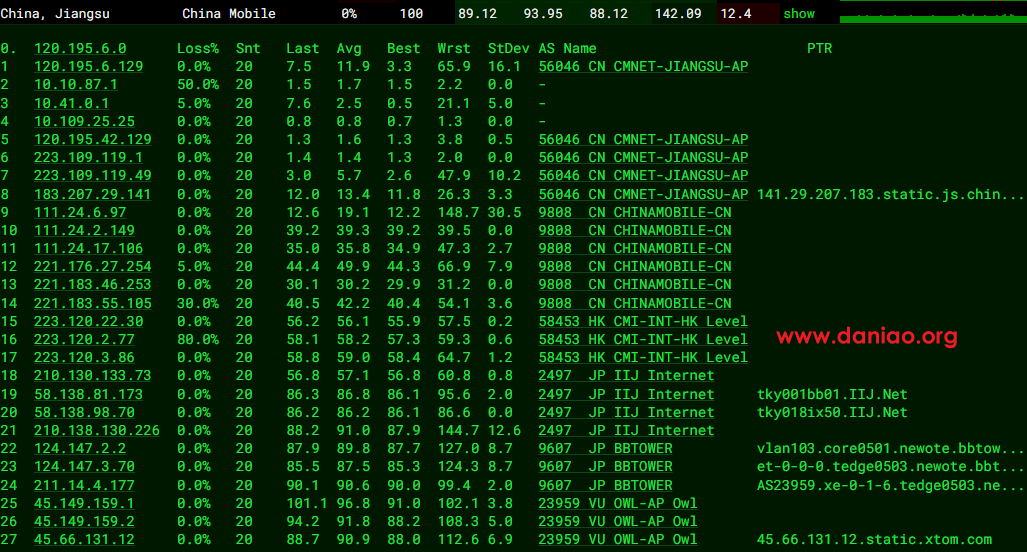 China, Jiangsu China Mobile 0% 100 89.12 93.95 88.12 142.09 12.4 show
0. 120.195.6.0 Loss% Snt Last Avg Best Wrst StDev AS Name PTR
1 120.195.6.129 0.0% 20 7.5 11.9 3.3 65.9 16.1 56046 CN CMNET-JIANGSU-AP
2 10.10.87.1 50.0% 20 1.5 1.7 1.5 2.2 0.0 -
3 10.41.0.1 5.0% 20 7.6 2.5 0.5 21.1 5.0 -
4 10.109.25.25 0.0% 20 0.8 0.8 0.7 1.3 0.0 -
5 120.195.42.129 0.0% 20 1.3 1.6 1.3 3.8 0.5 56046 CN CMNET-JIANGSU-AP
6 223.109.119.1 0.0% 20 1.4 1.4 1.3 2.0 0.0 56046 CN CMNET-JIANGSU-AP
7 223.109.119.49 0.0% 20 3.0 5.7 2.6 47.9 10.2 56046 CN CMNET-JIANGSU-AP
8 183.207.29.141 0.0% 20 12.0 13.4 11.8 26.3 3.3 56046 CN CMNET-JIANGSU-AP 141.29.207.183.static.js.chin...
9 111.24.6.97 0.0% 20 12.6 19.1 12.2 148.7 30.5 9808 CN CHINAMOBILE-CN
10 111.24.2.149 0.0% 20 39.2 39.3 39.2 39.5 0.0 9808 CN CHINAMOBILE-CN
11 111.24.17.106 0.0% 20 35.0 35.8 34.9 47.3 2.7 9808 CN CHINAMOBILE-CN
12 221.176.27.254 5.0% 20 44.4 49.9 44.3 66.9 7.9 9808 CN CHINAMOBILE-CN
13 221.183.46.253 0.0% 20 30.1 30.2 29.9 31.2 0.0 9808 CN CHINAMOBILE-CN
14 221.183.55.105 30.0% 20 40.5 42.2 40.4 54.1 3.6 9808 CN CHINAMOBILE-CN
15 223.120.22.30 0.0% 20 56.2 56.1 55.9 57.5 0.2 58453 HK CMI-INT-HK Level
16 223.120.2.77 80.0% 20 58.1 58.2 57.3 59.3 0.6 58453 HK CMI-INT-HK Level
www.daniao.org
17 223.120.3.86 0.0% 20 58.8 59.0 58.4 64.7 1.2 58453 HK CMI-INT-HK Level
18 210.130.133.73 0.0% 20 56.8 57.1 56.8 60.8 0.8 2497 JP IIJ Internet
19 58.138.81.173 0.0% 20 86.3 86.8 86.1 95.6 2.0 2497 JP IIJ Internet tky001bb01.IIJ.Net
20 58.138.98.70 0.0% 20 86.2 86.2 86.1 86.6 0.0 2497 JP IIJ Internet tky018ix50.IIJ.Net
21 210.138.130.226 0.0% 20 88.2 91.0 87.9 144.7 12.6 2497 JP IIJ Internet
22 124.147.2.2 0.0% 20 87.9 89.8 87.7 127.0 8.7 9607 JP BBTOWER vlan103.core0501.newote.bbtow...
23 124.147.3.70 0.0% 20 85.5 87.5 85.3 124.3 8.7 9607 JP BBTOWER et-0-0-0.tedge0503.newote.bbt...
24 211.14.4.177 0.0% 20 90.1 90.6 90.0 99.4 2.0 9607 JP BBTOWER AS23959.xe-0-1-6.tedge0503.ne...
25 45.149.159.1 0.0% 20 101.1 96.8 91.0 102.1 3.8 23959 VU OWL-AP Owl
26 45.149.159.2 0.0% 20 94.2 91.8 88.2 108.3 5.0 23959 VU OWL-AP Owl
27 45.66.131.12 0.0% 20 88.7 90.9 88.0 112.6 6.9 23959 VU OWL-AP Owl 45.66.131.12.static.xtom.com